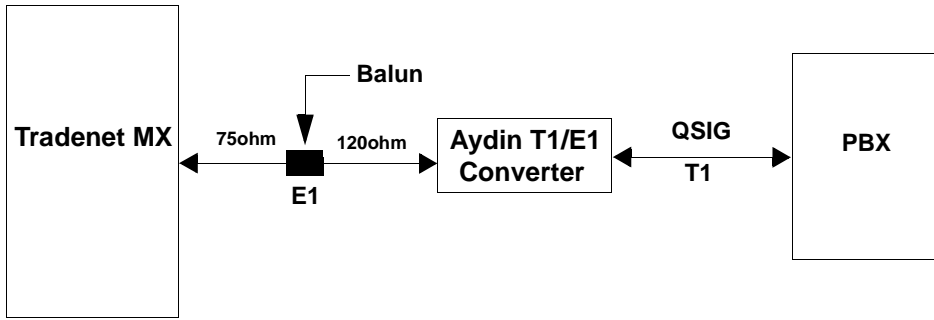 Balun
Tradenet MX
75ohm
120ohm
E1
Aydin T1/E1
Converter
QSIG
T1
PBX